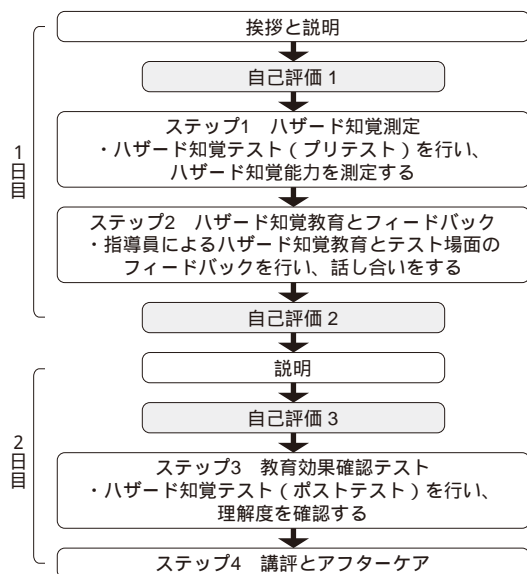 挨拶と説明
自己評価 1
1日目
ステップ1　ハザード知覚測定
・ハザード知覚テスト（プリテスト）を行い、
ハザード知覚能力を測定する
ステップ2　ハザード知覚教育とフィードバック
・指導員によるハザード知覚教育とテスト場面の
フィードバックを行い、話し合いをする
自己評価 2
説明
自己評価 3
2日目
ステップ3　教育効果確認テスト
・ハザード知覚テスト（ポストテスト）を行い、
理解度を確認する
ステップ4　講評とアフターケア